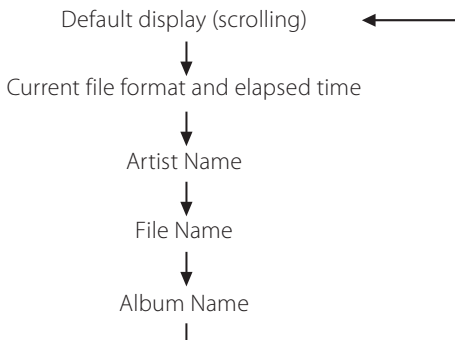 Default display (scrolling)
Current file format and elapsed time
Artist Name
File Name
Album Name